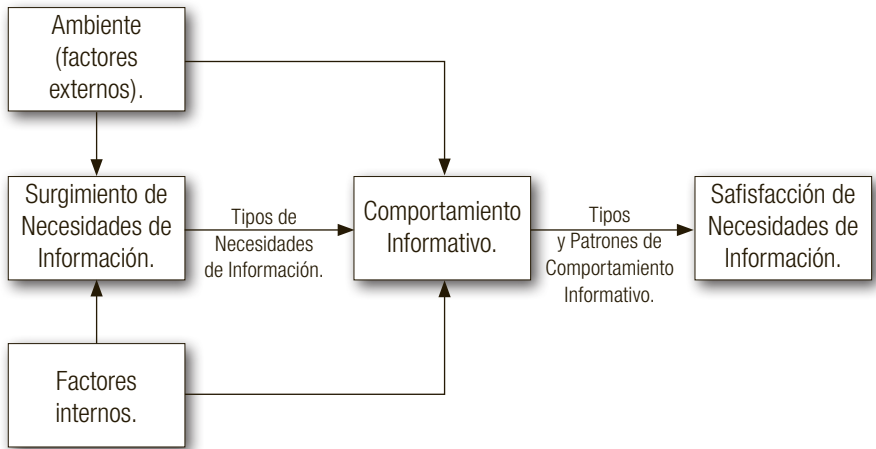 Ambiente
(factores
externos).
Surgimiento de
Necesidades de
Información.
Tipos de
Necesidades
de Información.
Comportamiento
Informativo.
Tipos
y Patrones de
Comportamiento
Informativo.
Safisfacción de
Necesidades de
Información.
Factores
internos.